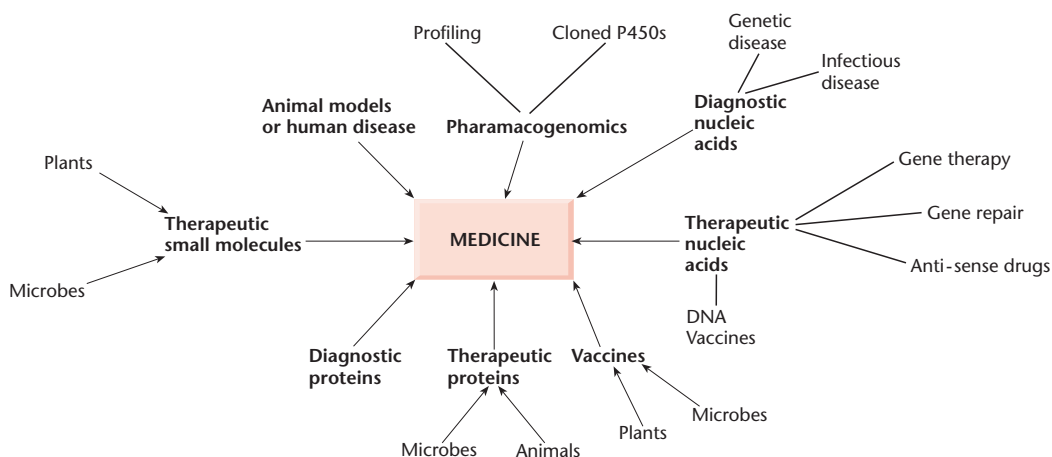 Profiling
Cloned P450s
Genetic
disease
Infectious
disease
Animal models
or human disease
Pharamacogenomics
Diagnostic
nucleic
acids
Plants
Gene therapy
Therapeutic
small molecules
MEDICINE
Therapeutic
nucleic
acids
Gene repair
Anti-sense drugs
Microbes
DNA
Vaccines
Diagnostic
proteins
Therapeutic
proteins
Vaccines
Microbes
Plants
Microbes
Animals